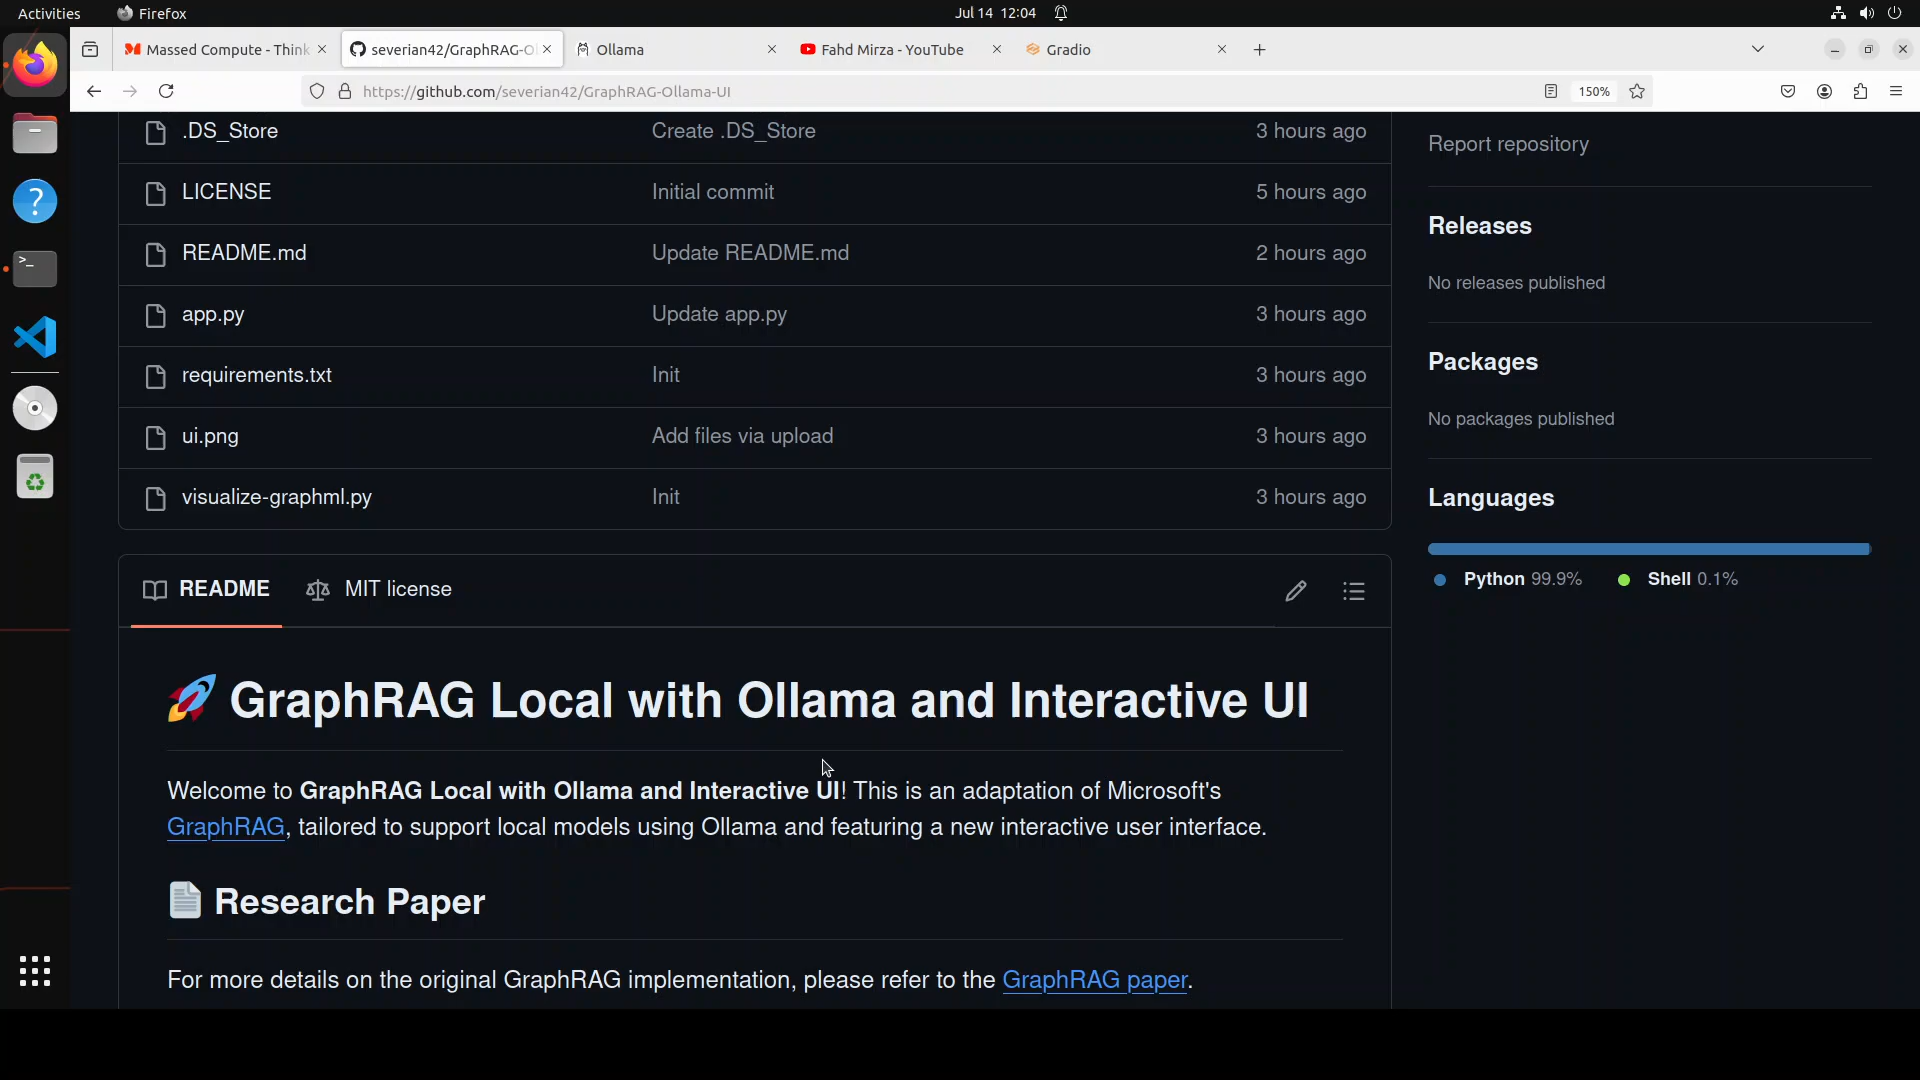 Activities
Firefox
Jul 14 12:04
Massed Compute - Think
severian42/GraphRAG-O
Ollama
Fahd Mirza - YouTube
Gradio
https://github.com/severian42/GraphRAG-Ollama-UI
150%
.DS_Store Create .DS_Store 3 hours ago
LICENSE Initial commit 5 hours ago
README.md Update README.md 2 hours ago
app.py Update app.py 3 hours ago
requirements.txt Init 3 hours ago
ui.png Add files via upload 3 hours ago
visualize-graphml.py Init 3 hours ago
Report repository
Releases
No releases published
Packages
No packages published
Languages
Python 99.9% Shell 0.1%
README
MIT license
GraphRAG Local with Ollama and Interactive UI
Welcome to GraphRAG Local with Ollama and Interactive UI! This is an adaptation of Microsoft's
GraphRAG, tailored to support local models using Ollama and featuring a new interactive user interface.
Research Paper
For more details on the original GraphRAG implementation, please refer to the GraphRAG paper.